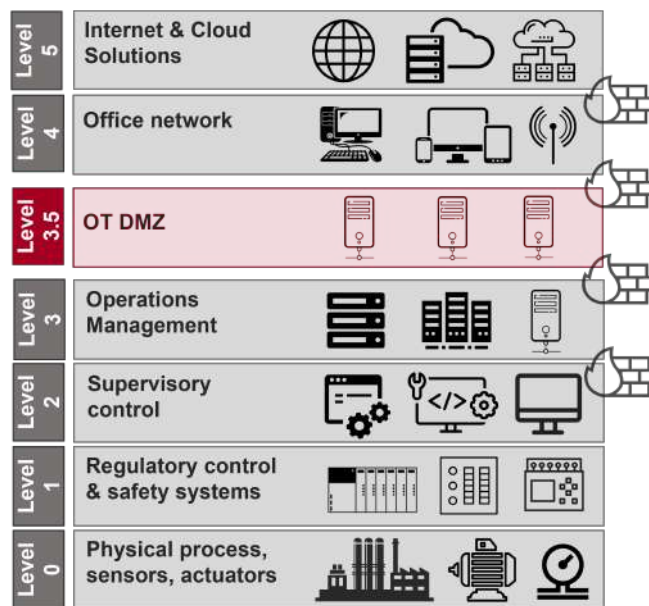 Level
5
Internet & Cloud
Solutions
Level
4
Office network
Level
3.5
OT DMZ
Level
3
Operations
Management
Level
2
Supervisory
control
</>
Level
1
Regulatory control
& safety systems
Level
0
Physical process,
sensors, actuators